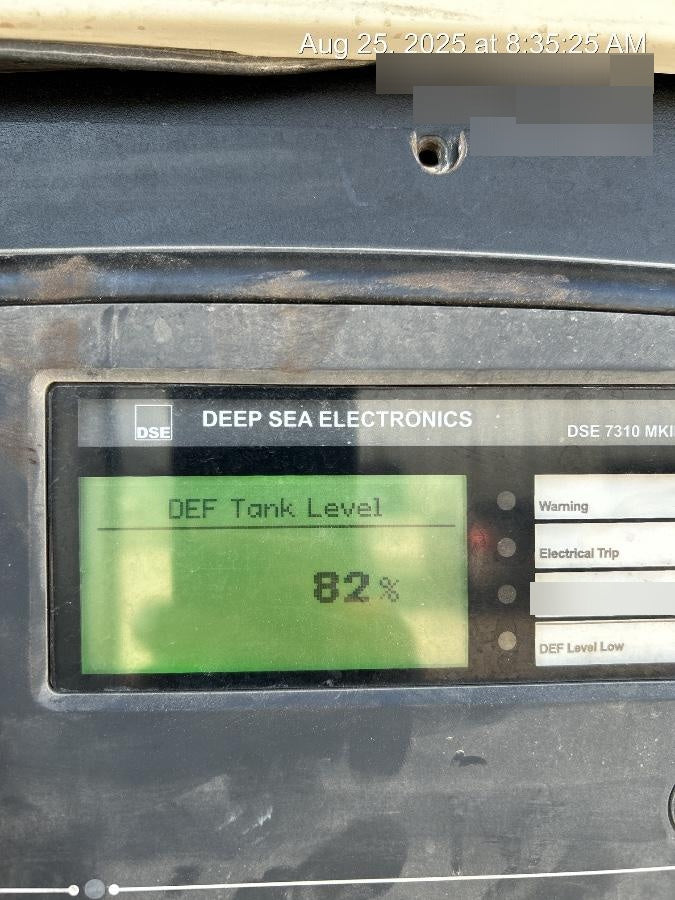 Aug 25, 2025 at 8:35:25 AM
DSE
DEEP SEA ELECTRONICS
DSE 7310 MKII
DEF Tank Level
82%
Warning
Electrical Trip
DEF Level Low